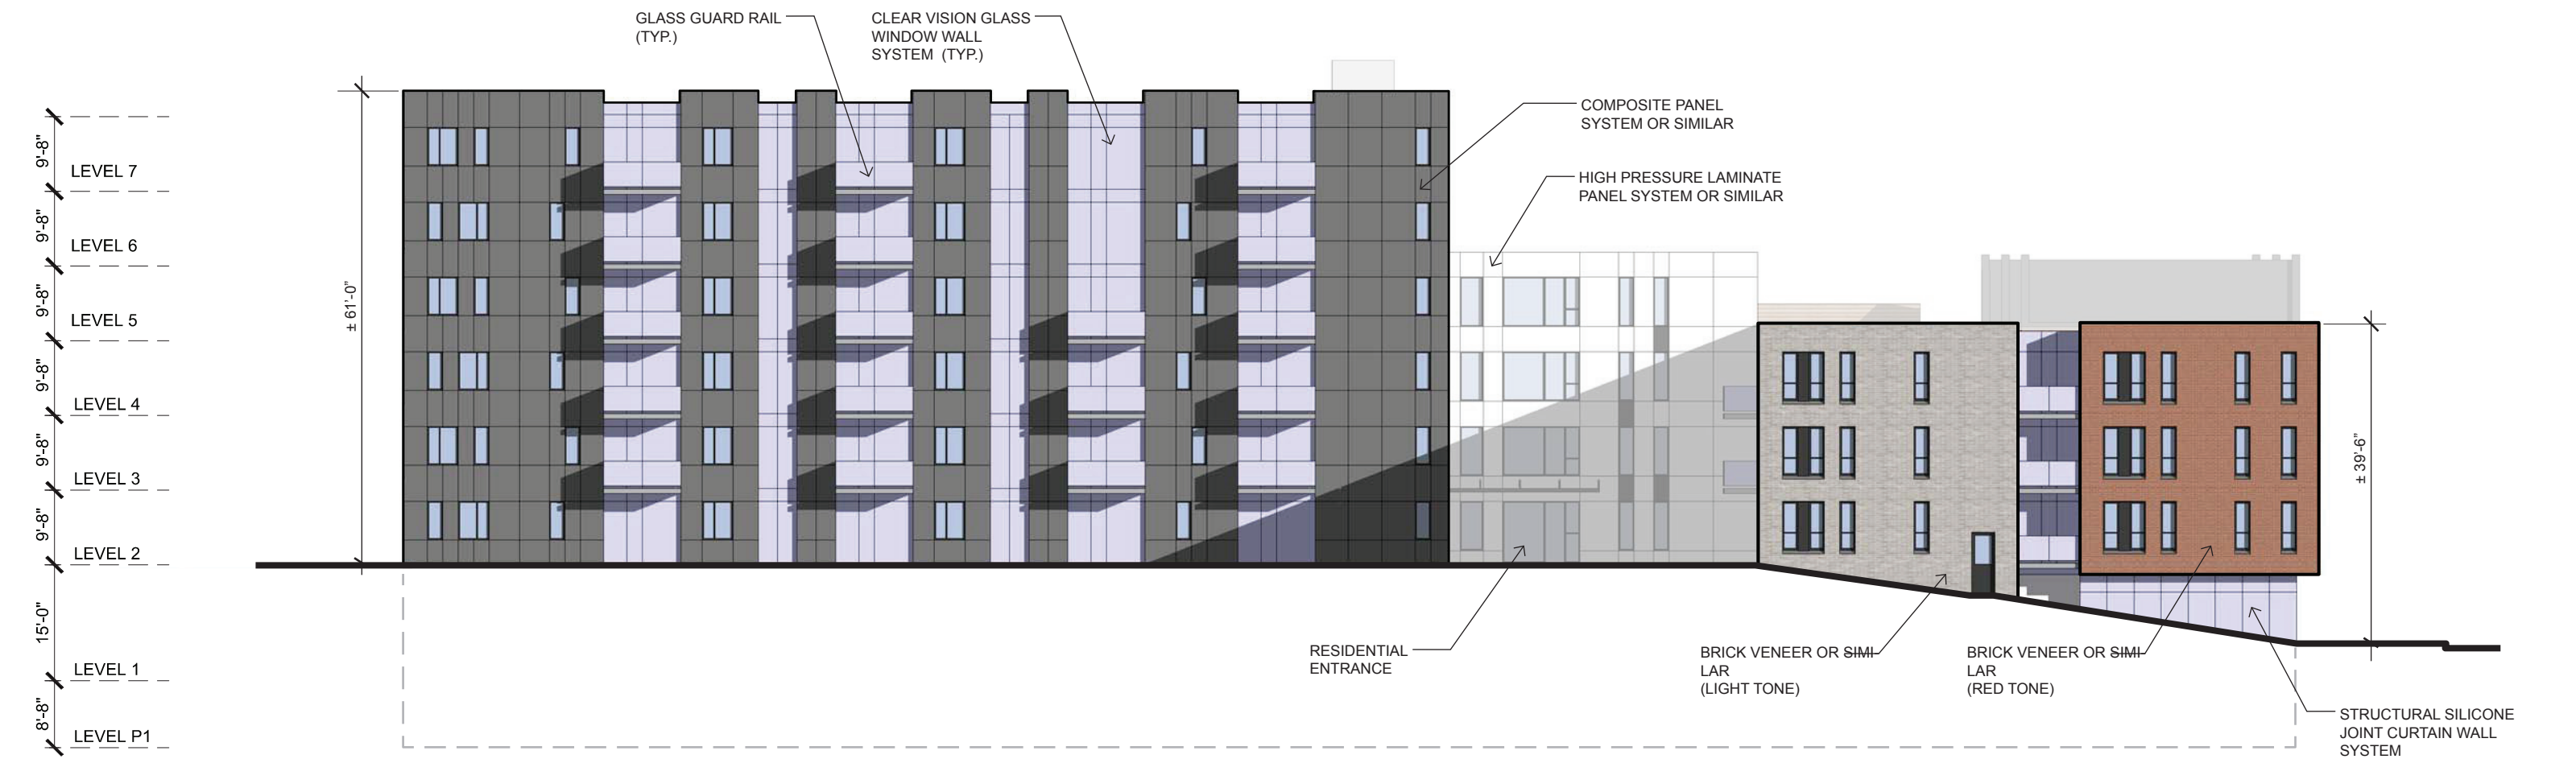 GLASS GUARD RAIL
(TYP.)
CLEAR VISION GLASS
WINDOW WALL
SYSTEM (TYP.)
COMPOSITE PANEL
SYSTEM OR SIMILAR
HIGH PRESSURE LAMINATE
PANEL SYSTEM OR SIMILAR
9'-8"
LEVEL 7
9'-8"
LEVEL 6
9'-8"
LEVEL 5
9'-8"
LEVEL 4
9'-8"
LEVEL 3
9'-8"
LEVEL 2
15'-0"
LEVEL 1
8'-8"
LEVEL P1
± 61'-0"
± 39'-6"
RESIDENTIAL
ENTRANCE
BRICK VENEER OR SIMI-
LAR
(LIGHT TONE)
BRICK VENEER OR SIMI-
LAR
(RED TONE)
STRUCTURAL SILICONE
JOINT CURTAIN WALL
SYSTEM